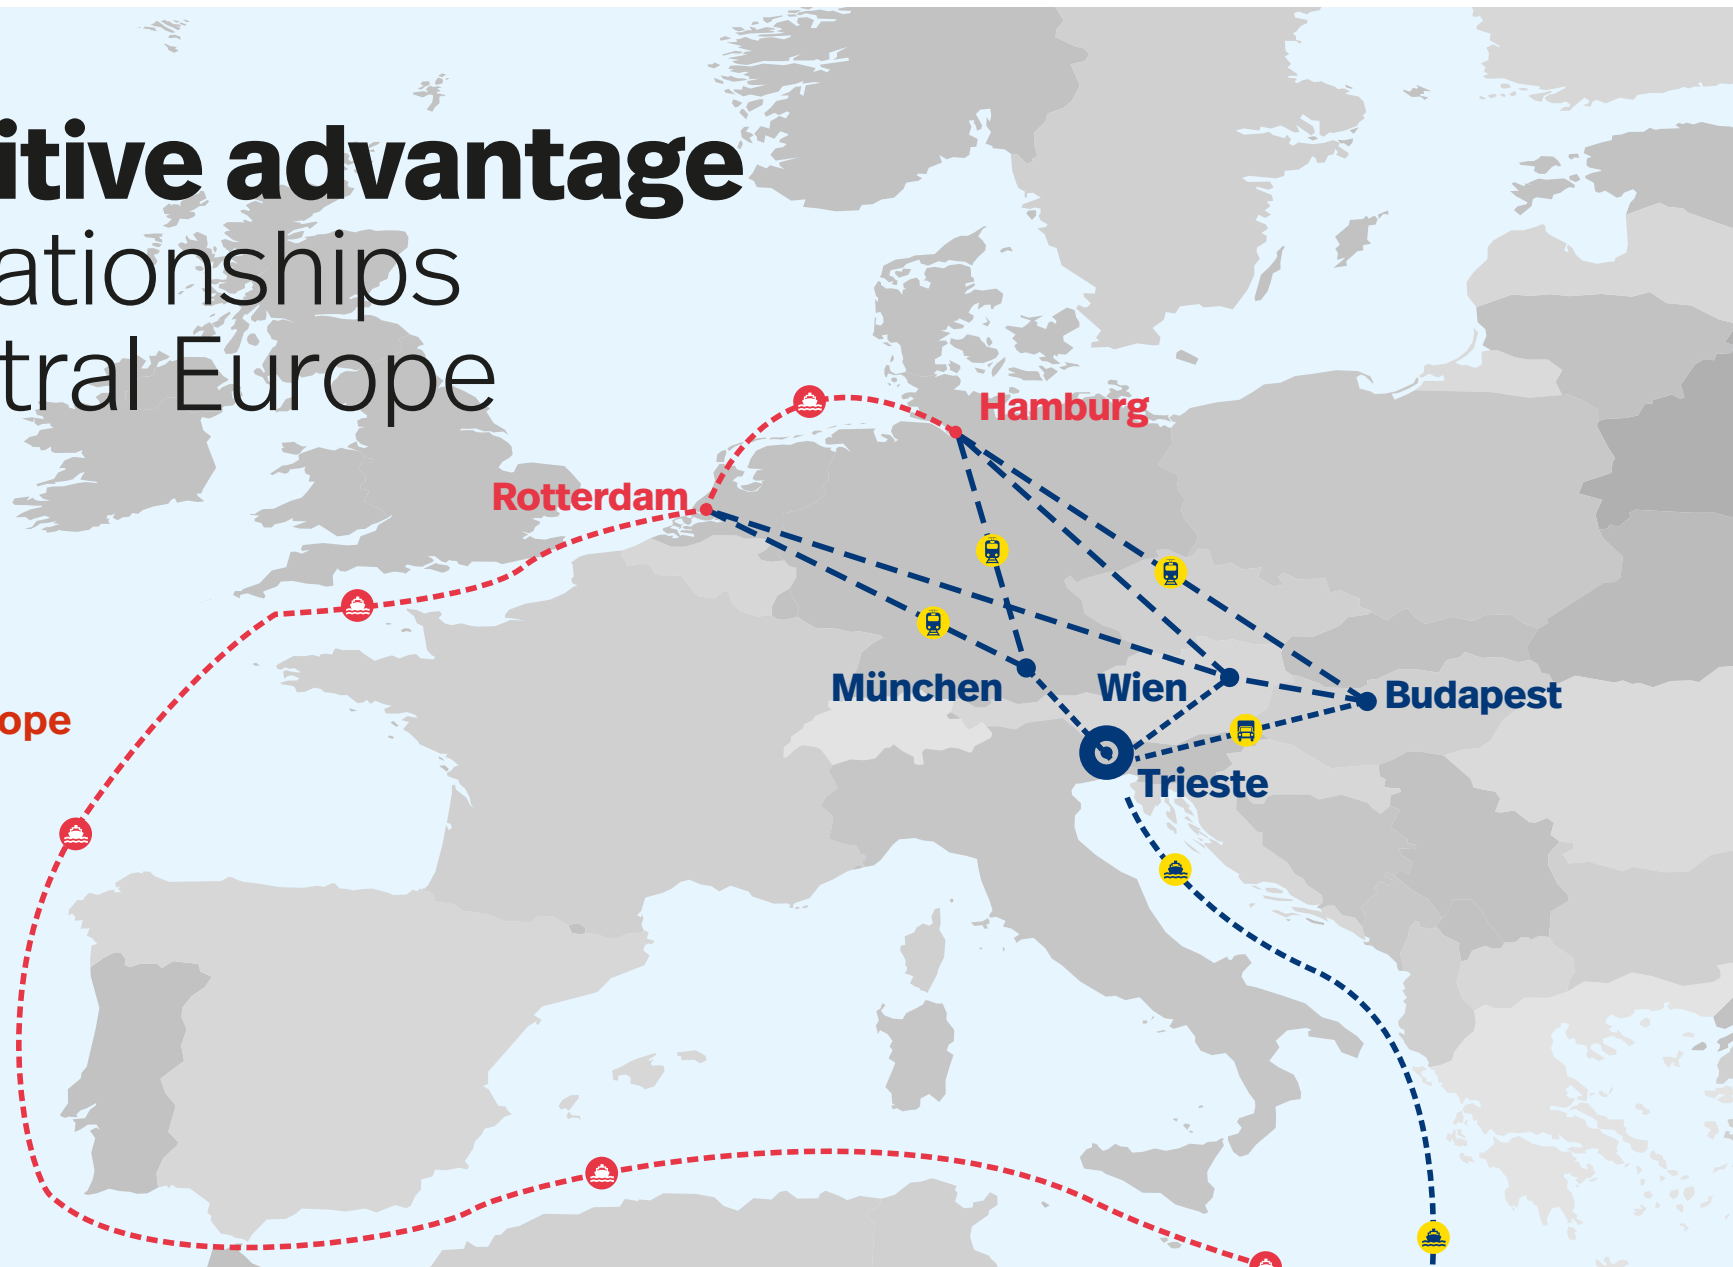 itive advantage
ationships
tral Europe
Hamburg
Rotterdam
München
Wien
Budapest
ope
Trieste